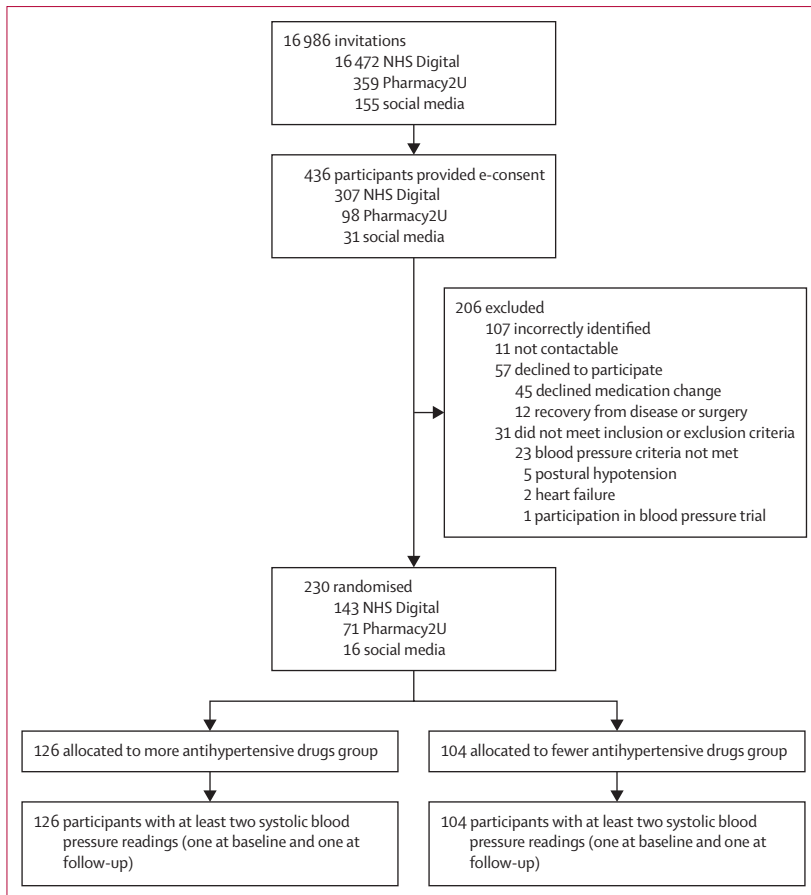 16 986 invitations
16 472 NHS Digital
359 Pharmacy2U
155 social media
436 participants provided e-consent
307 NHS Digital
98 Pharmacy2U
31 social media
206 excluded
107 incorrectly identified
11 not contactable
57 declined to participate
45 declined medication change
12 recovery from disease or surgery
31 did not meet inclusion or exclusion criteria
23 blood pressure criteria not met
5 postural hypotension
2 heart failure
1 participation in blood pressure trial
230 randomised
143 NHS Digital
71 Pharmacy2U
16 social media
126 allocated to more antihypertensive drugs group
104 allocated to fewer antihypertensive drugs group
126 participants with at least two systolic blood
pressure readings (one at baseline and one at
follow-up)
104 participants with at least two systolic blood
pressure readings (one at baseline and one at
follow-up)